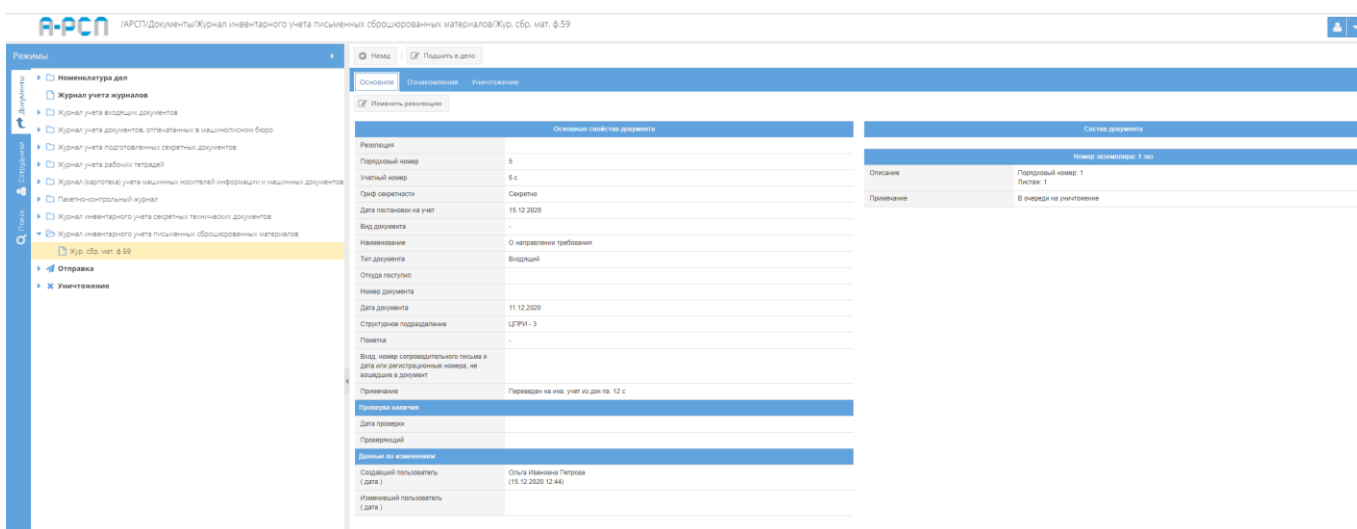 А-РСП
/АРСП/Документы/Журнал инвентарного учета письменных сброшюрованных материалов/Жур. сбр. мат. ф.59
Режимы
Назад
Подшить в дело
Документы
Сотрудники
Поиск
Номенклатура дел
Журнал учета журналов
Журнал учета входящих документов
Журнал учета документов, отпечатанных в машинописном бюро
Журнал учета подготовленных секретных документов
Журнал учета рабочих тетрадей
Журнал (картотека) учета машинных носителей информации и машинных документов
Пакетно-контрольный журнал
Журнал инвентарного учета секретных технических документов
Журнал инвентарного учета письменных сброшюрованных материалов
Жур. сбр. мат. ф.59
Отправка
Уничтожение
Основное Ознакомления Уничтожение
Изменить резолюцию
Основные свойства документа
Резолюция
Порядковый номер 5
Учетный номер 5 с
Гриф секретности Секретно
Дата постановки на учет 15.12.2020
Вид документа -
Наименование О направлении требования
Тип документа Входящий
Откуда поступил
Номер документа
Дата документа 11.12.2020
Структурное подразделение ЦПРИ - 3
Пометка -
Вход. номер сопроводительного письма и
дата или регистрационные номера, не
вошедшие в документ
Примечание Переведен на инв. учет из док-та: 12 с
Проверка наличия
Дата проверки
Проверяющий
Данные по изменениям
Создавший пользователь Ольга Ивановна Петрова
( дата ) (15.12.2020 12:44)
Изменивший пользователь
( дата )
Состав документа
Номер экземпляра: 1 экз
Описание Порядковый номер: 1
Листаж: 1
Примечание В очереди на уничтожение